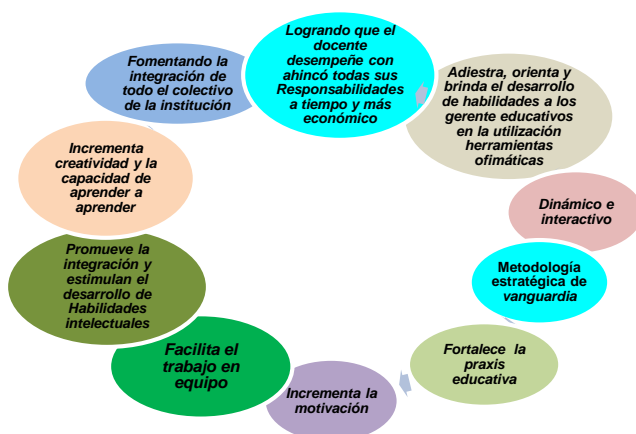 Logrando que el
docente
desempeñe con
ahincó todas sus
Responsabilidades
a tiempo y más
económico
Adiestra, orienta y
brinda el desarrollo
de habilidades a los
gerente educativos
en la utilización
herramientas
ofimáticas
Dinámico e
interactivo
Metodología
estratégica de
vanguardia
Fortalece la
praxis
educativa
Incrementa la
motivación
Facilita el
trabajo en
equipo
Promueve la
integración y
estimulan el
desarrollo de
Habilidades
intelectuales
Incrementa
creatividad y la
capacidad de
aprender a
aprender
Fomentando la
integración de
todo el colectivo
de la institución